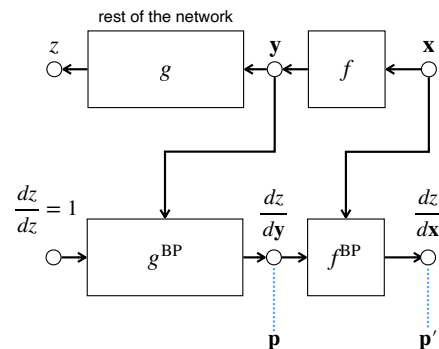 rest of the network
z g y f x
dz/dz = 1 g^BP dz/dy f^BP dz/dx
p p′